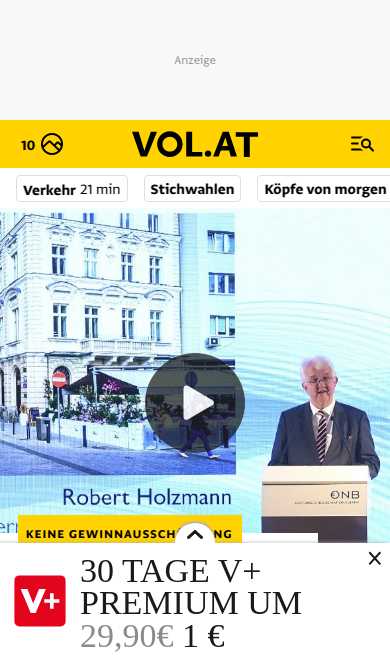 Anzeige
10
VOL.AT
Verkehr 21 min
Stichwahlen
Köpfe von morgen
Robert Holzmann
ONB
KEINE GEWINNAUSSCH
NG
V+
30 TAGE V+
PREMIUM UM
29,90€ 1 €